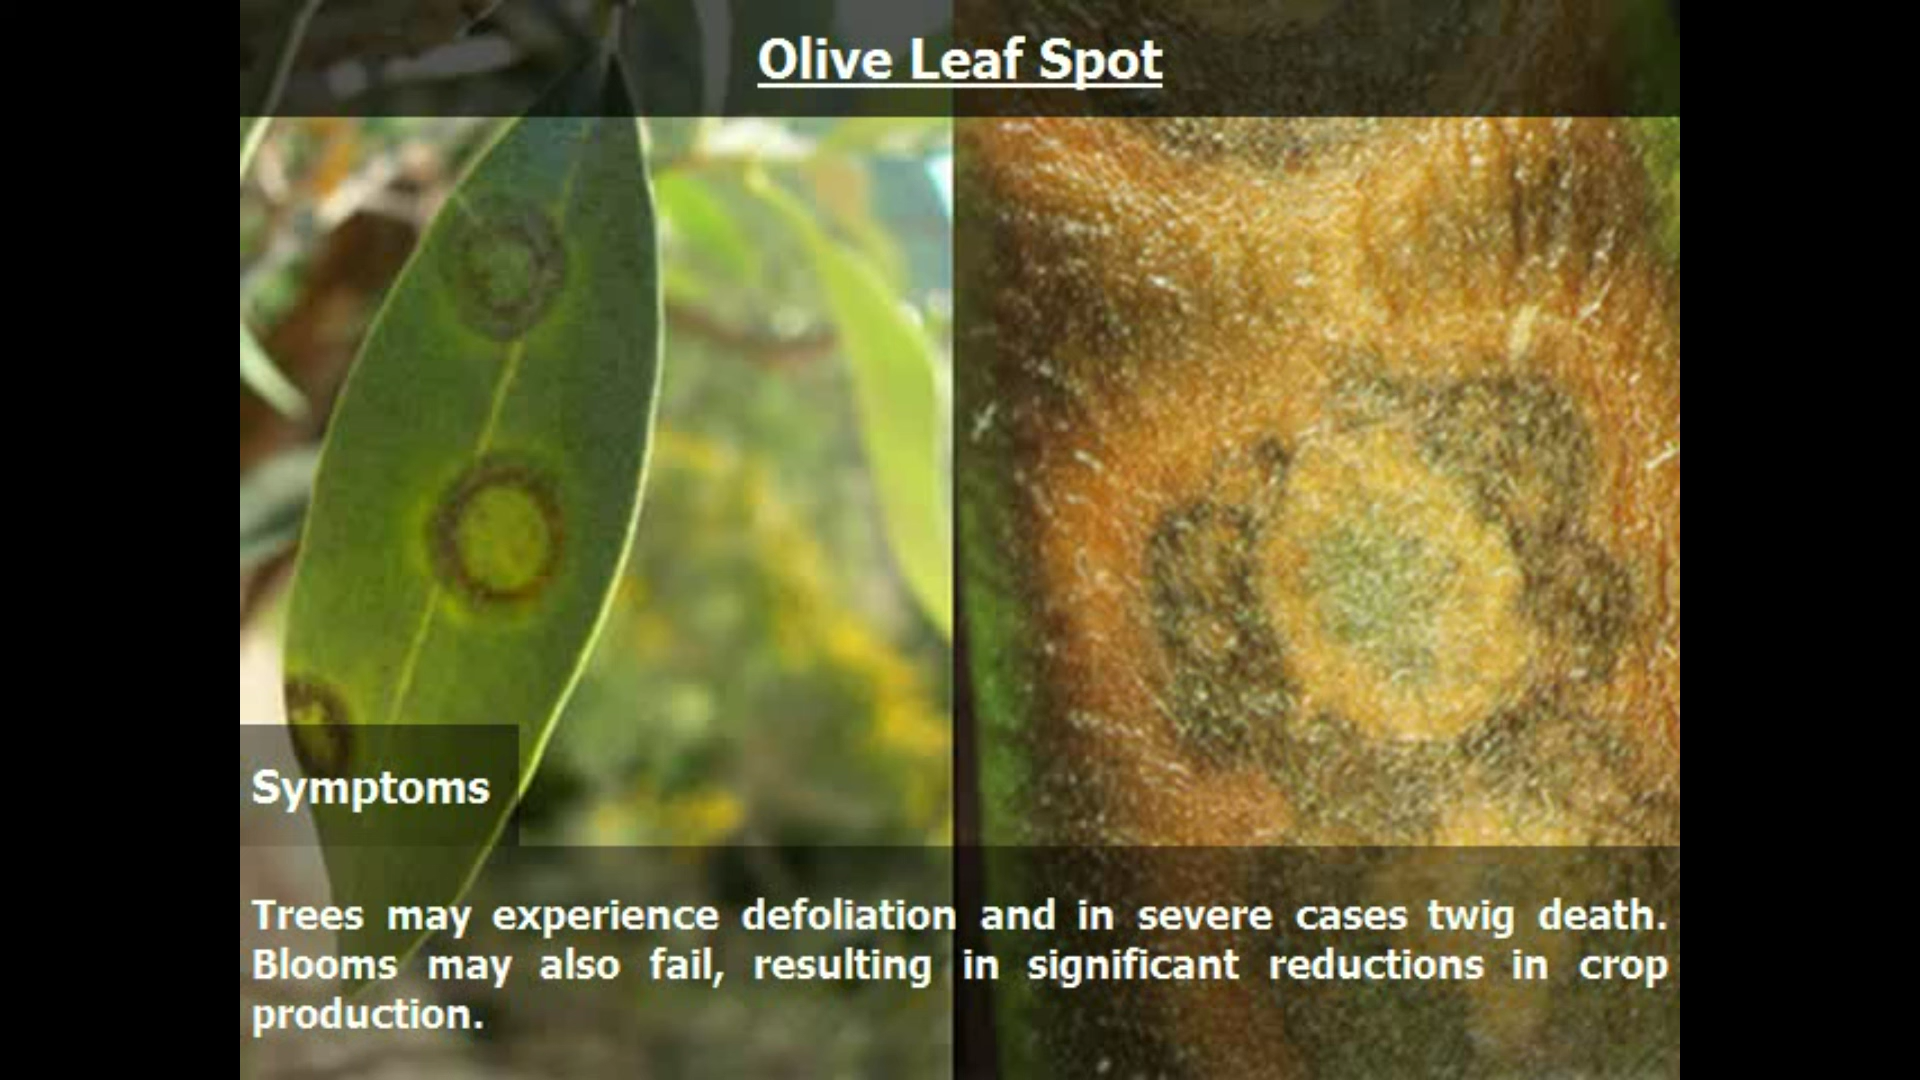 Olive Leaf Spot
Symptoms
Trees may experience defoliation and in severe cases twig death.
Blooms may also fail, resulting in significant reductions in crop
production.